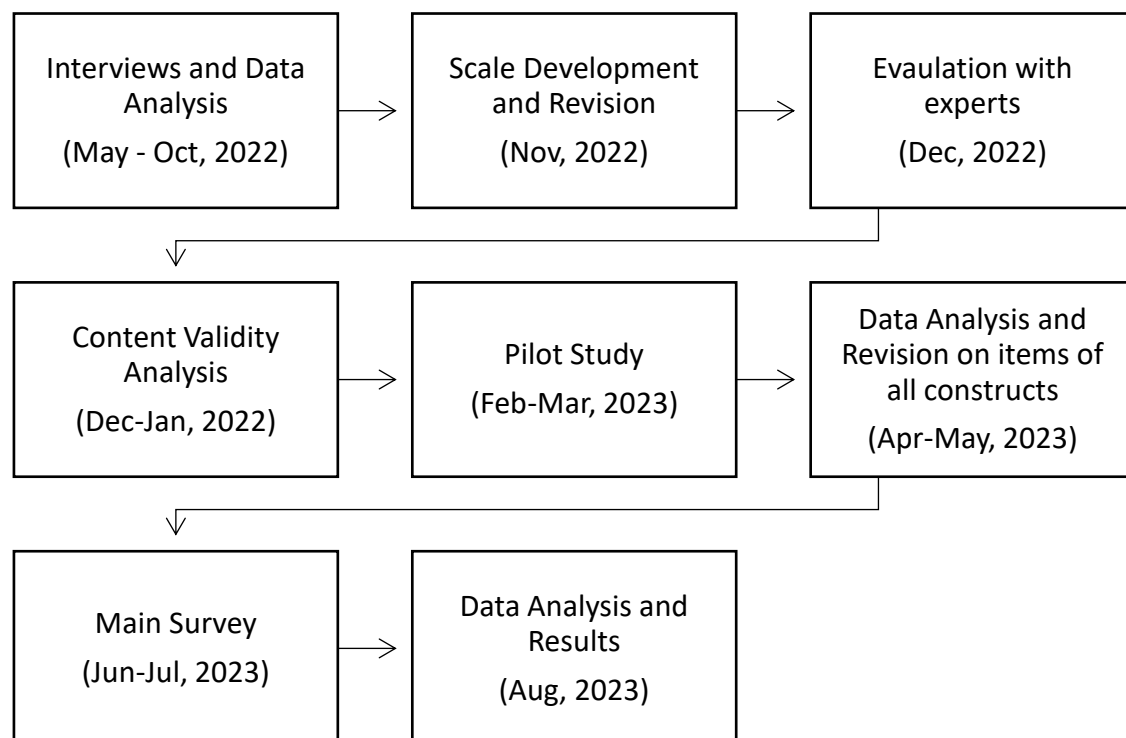 Interviews and Data
Analysis
(May - Oct, 2022)
Scale Development
and Revision
(Nov, 2022)
Evaulation with
experts
(Dec, 2022)
Content Validity
Analysis
(Dec-Jan, 2022)
Pilot Study
(Feb-Mar, 2023)
Data Analysis and
Revision on items of
all constructs
(Apr-May, 2023)
Main Survey
(Jun-Jul, 2023)
Data Analysis and
Results
(Aug, 2023)